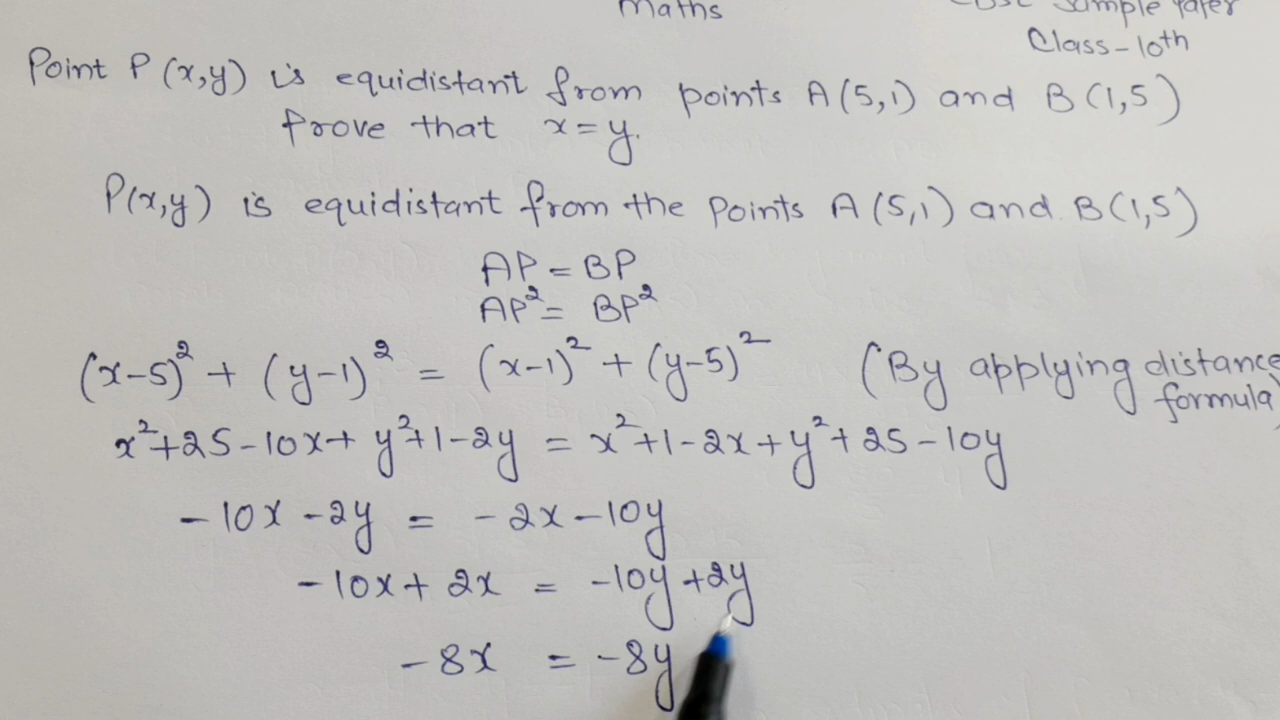 Maths
Sample Paper
Class-10th
Point P (x,y) is equidistant from points A(5,1) and B(1,5)
Prove that x=y.
P(x,y) is equidistant from the points A(5,1) and B(1,5)
AP = BP
AP² = BP²
(x-5)² + (y-1)² = (x-1)² + (y-5)² (By applying distance
formula)
x²+25-10x+ y²+1-2y = x²+1-2x+y²+25-10y
-10x -2y = -2x-10y
-10x+ 2x = -10y+2y
-8x = -8y